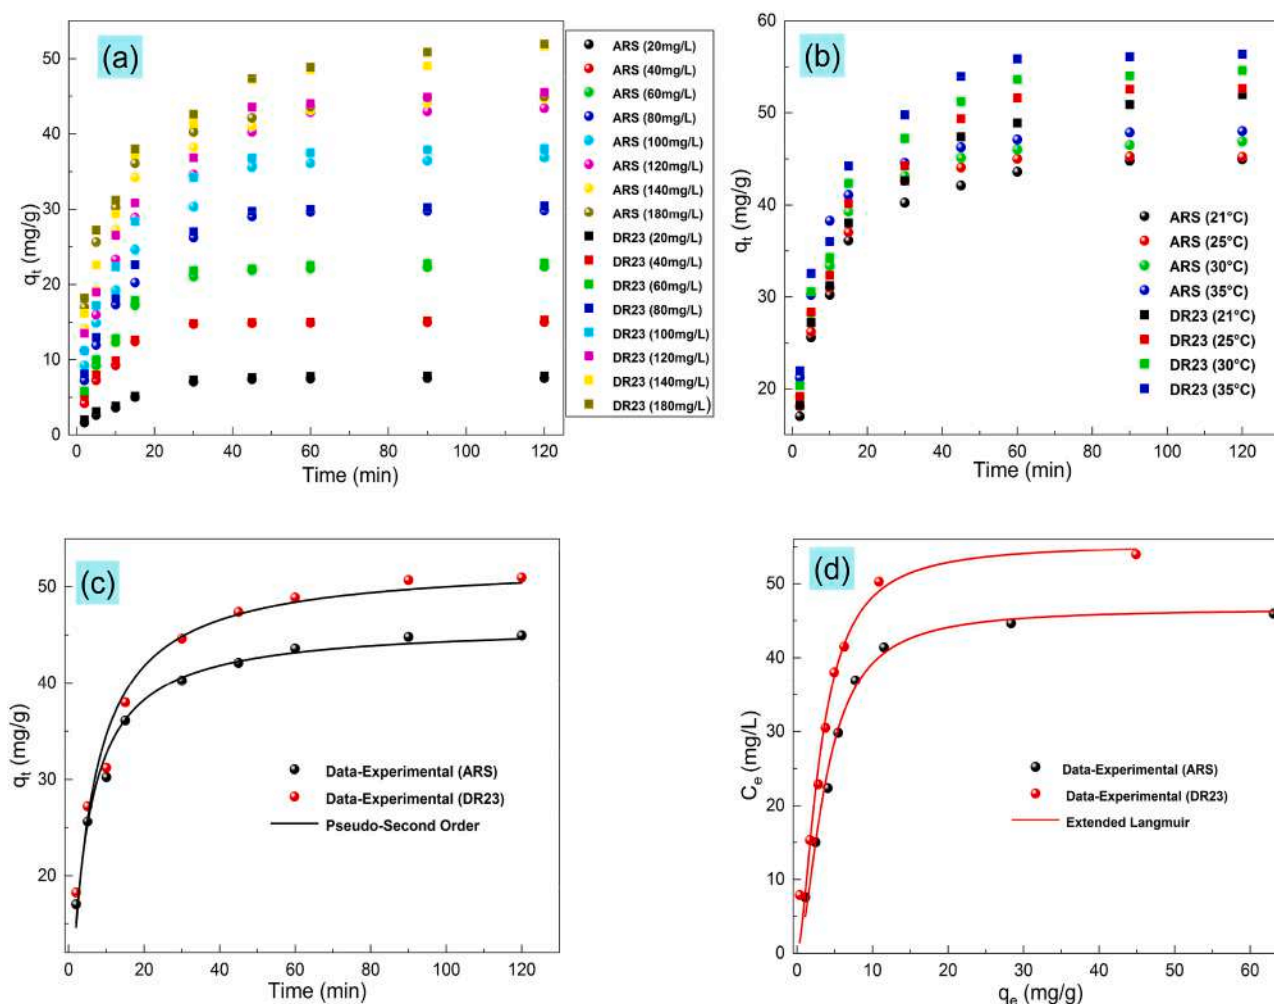 (a)
50
40
30
20
10
0
0 20 40 60 80 100 120
q_t (mg/g)
Time (min)
ARS (20mg/L)
ARS (40mg/L)
ARS (60mg/L)
ARS (80mg/L)
ARS (100mg/L)
ARS (120mg/L)
ARS (140mg/L)
ARS (180mg/L)
DR23 (20mg/L)
DR23 (40mg/L)
DR23 (60mg/L)
DR23 (80mg/L)
DR23 (100mg/L)
DR23 (120mg/L)
DR23 (140mg/L)
DR23 (180mg/L)
(b)
60
50
40
30
20
0 20 40 60 80 100 120
q_t (mg/g)
Time (min)
ARS (21°C)
ARS (25°C)
ARS (30°C)
ARS (35°C)
DR23 (21°C)
DR23 (25°C)
DR23 (30°C)
DR23 (35°C)
(c)
50
40
30
20
0 20 40 60 80 100 120
q_t (mg/g)
Time (min)
Data-Experimental (ARS)
Data-Experimental (DR23)
Pseudo-Second Order
(d)
50
40
30
20
10
0
0 10 20 30 40 50 60
C_e (mg/L)
q_e (mg/g)
Data-Experimental (ARS)
Data-Experimental (DR23)
Extended Langmuir